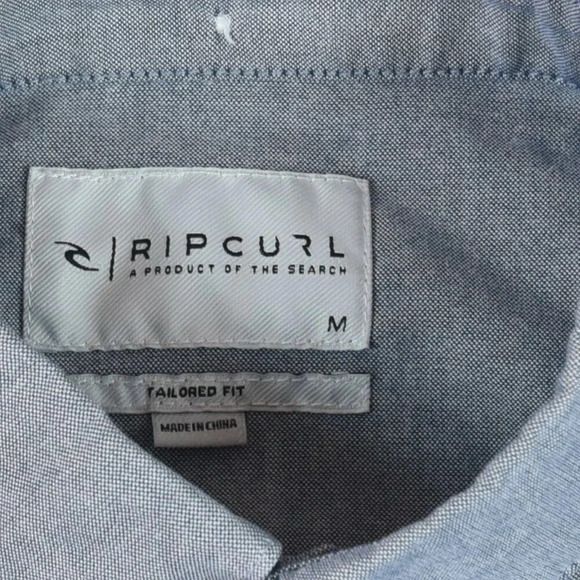 RIPCURL
A PRODUCT OF THE SEARCH
M
TAILORED FIT
MADE IN CHINA